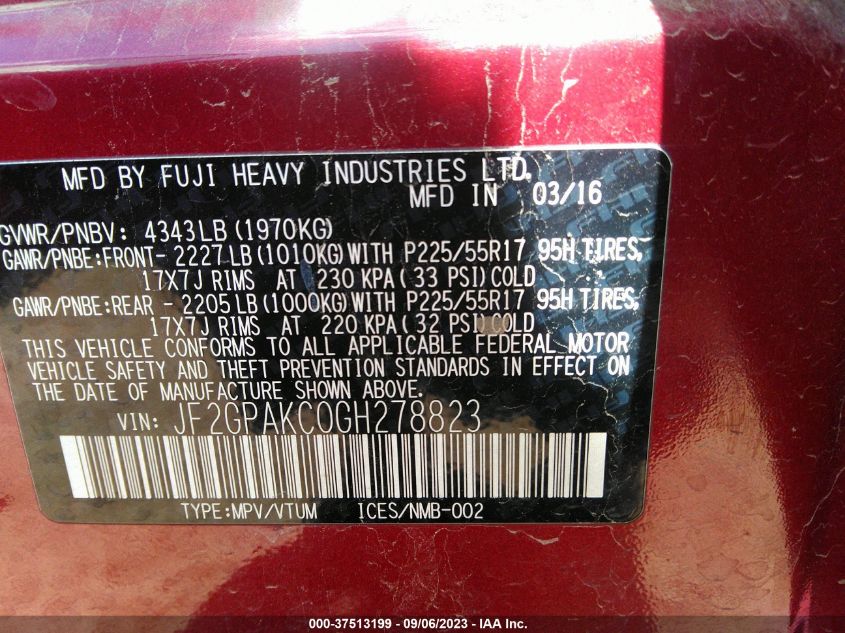 MFD BY FUJI HEAVY INDUSTRIES LTD.
MFD IN 03/16
GVWR/PNBV: 4343LB (1970KG)
GAWR/PNBE:FRONT- 2227LB (1010KG)WITH P225/55R17 95H TIRES,
17X7J RIMS AT 230 KPA(33 PSI)COLD
GAWR/PNBE:REAR - 2205LB (1000KG)WITH P225/55R17 95H TIRES,
17X7J RIMS AT 220 KPA(32 PSI)COLD
THIS VEHICLE CONFORMS TO ALL APPLICABLE FEDERAL MOTOR
VEHICLE SAFETY AND THEFT PREVENTION STANDARDS IN EFFECT ON
THE DATE OF MANUFACTURE SHOWN ABOVE.
VIN: JF2GPAKC0GH278823
TYPE:MPV/VTUM ICES/NMB-002
000-37513199 - 09/06/2023 - IAA Inc.